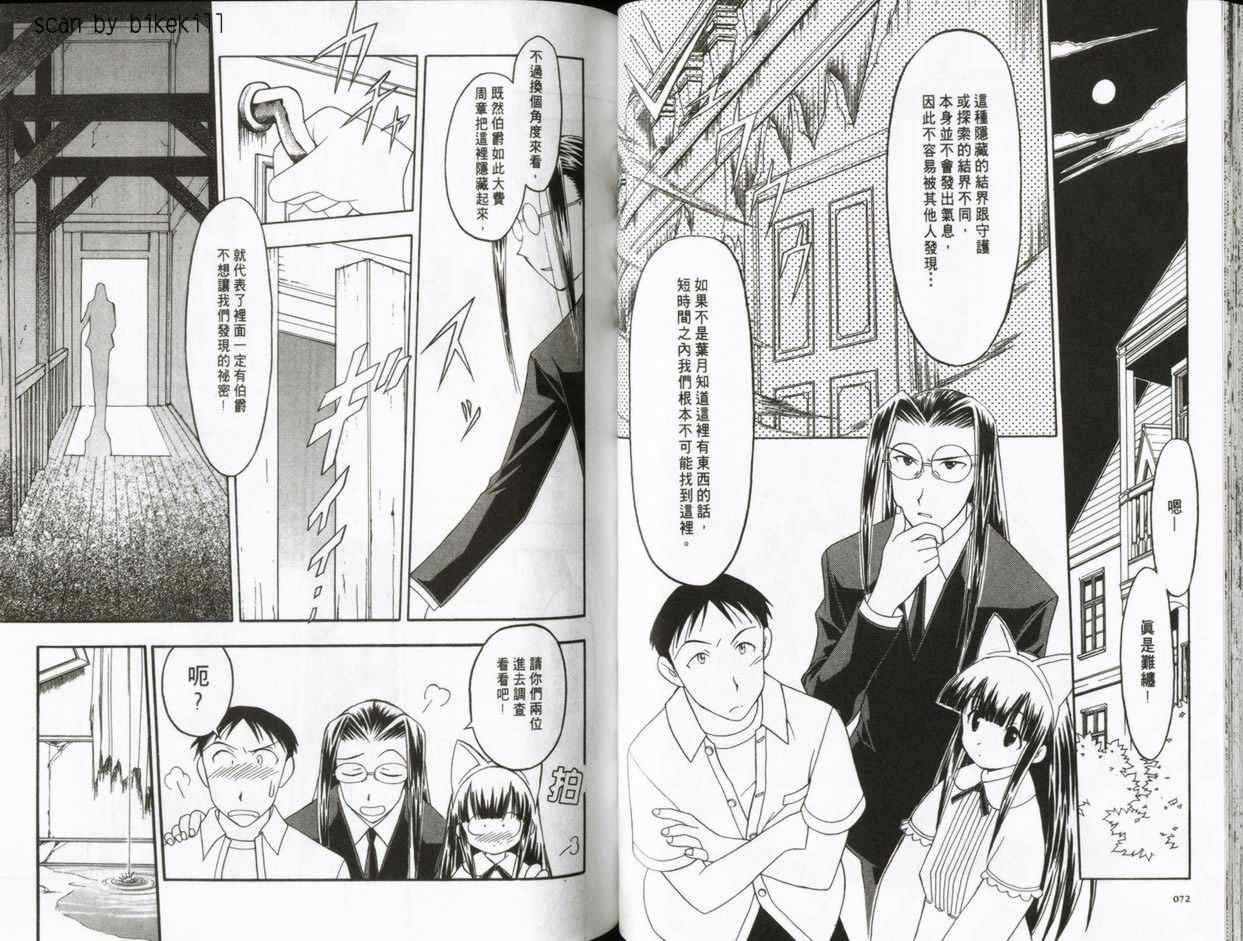 scan by bikekill
嗯─
真是難纏！
這種隱藏的結界跟守護
或探索的結界不同，
本身並不會發出氣息，
因此不容易被其他人發現…
如果不是葉月知道這裡有東西的話，
短時間之內我們根本不可能找到這裡。
072
不過換個角度來看，
既然伯爵如此大費
周章把這裡隱藏起來，
就代表了裡面一定有伯爵
不想讓我們發現的祕密！
ギィィ…
請你們兩位
進去調查
看看吧！
拍
呃？